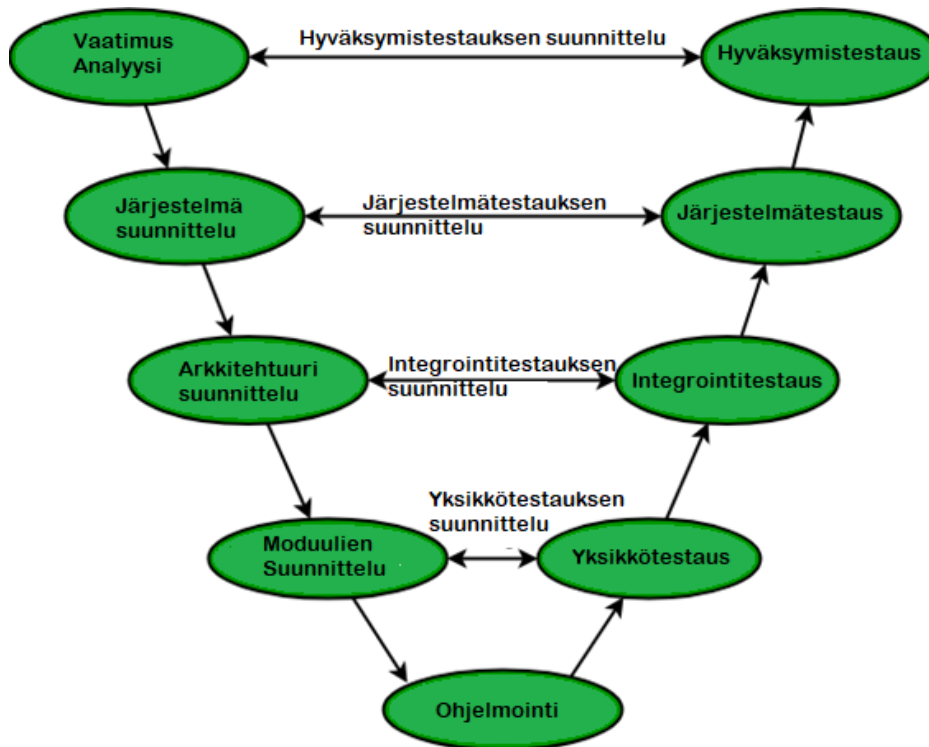 Vaatimus
Analyysi
Hyväksymistestauksen suunnittelu
Hyväksymistestaus
Järjestelmä
suunnittelu
Järjestelmätestauksen
suunnittelu
Järjestelmätestaus
Arkkitehtuuri
suunnittelu
Integrointitestauksen
suunnittelu
Integrointitestaus
Moduulien
Suunnittelu
Yksikkötestauksen
suunnittelu
Yksikkötestaus
Ohjelmointi